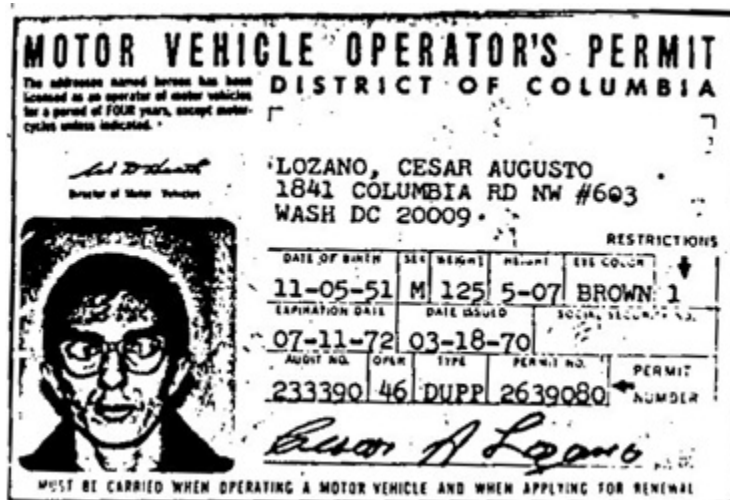 MOTOR VEHICLE OPERATOR'S PERMIT
DISTRICT OF COLUMBIA
The addressee named hereon has been
licensed as an operator of motor vehicles
for a period of FOUR years, except motor-
cycles unless indicated.
Director of Motor Vehicles
LOZANO, CESAR AUGUSTO
1841 COLUMBIA RD NW #603
WASH DC 20009
RESTRICTIONS
DATE OF BIRTH SEX WEIGHT HEIGHT EYE COLOR
11-05-51 M 125 5-07 BROWN 1
EXPIRATION DATE DATE ISSUED SOCIAL SECURITY NO.
07-11-72 03-18-70
AUDIT NO. OPER TYPE PERMIT NO. PERMIT
233390 46 DUPP 2639080 NUMBER
Cesar A Lozano
MUST BE CARRIED WHEN OPERATING A MOTOR VEHICLE AND WHEN APPLYING FOR RENEWAL